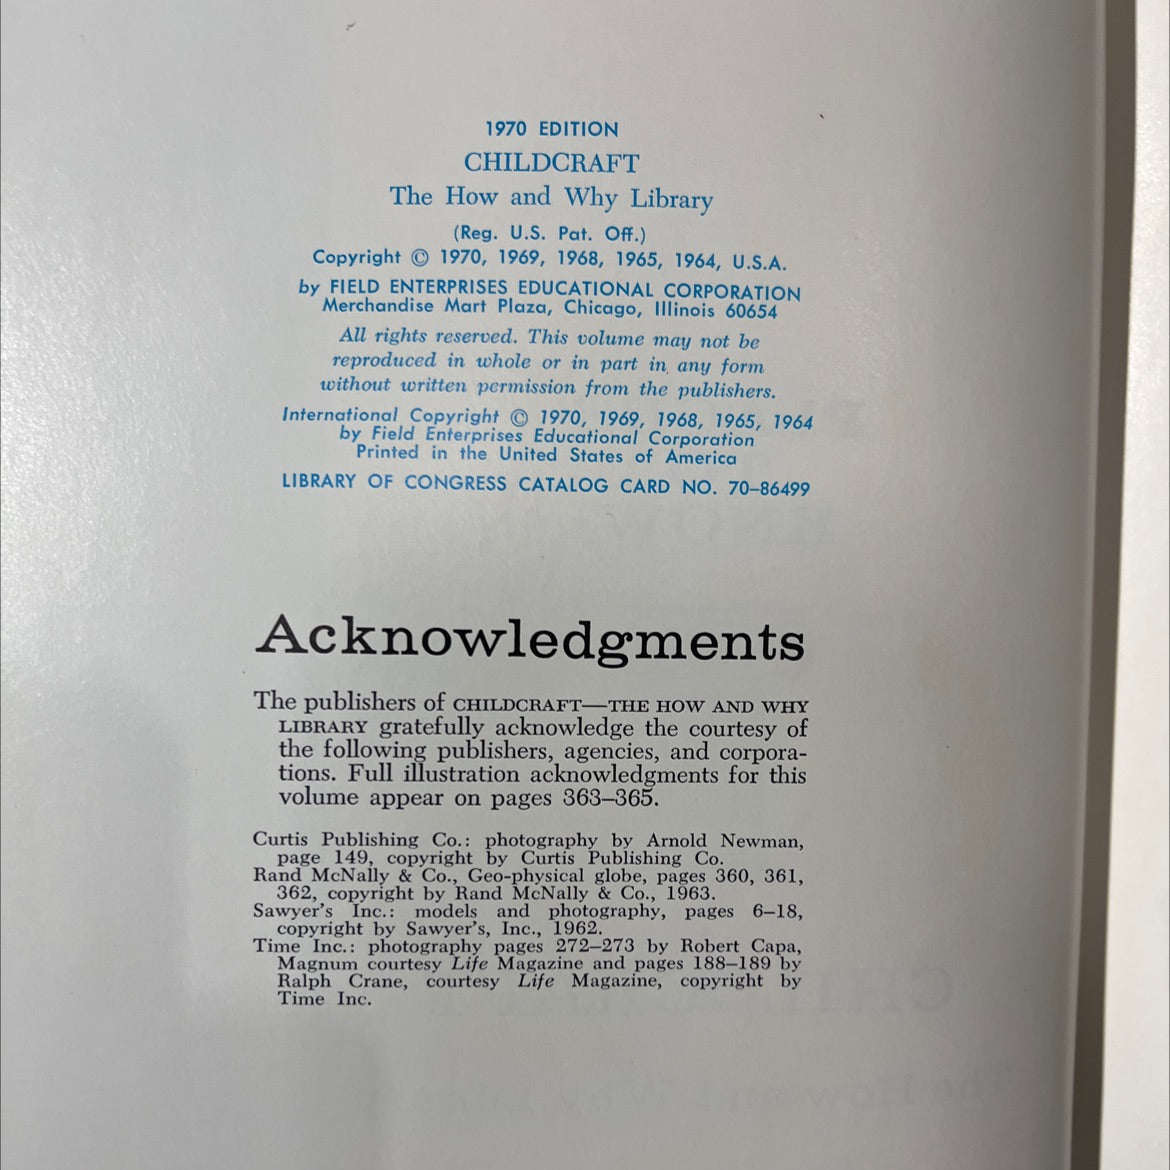 1970 EDITION
CHILDCRAFT
The How and Why Library
(Reg. U.S. Pat. Off.)
Copyright © 1970, 1969, 1968, 1965, 1964, U.S.A.
by FIELD ENTERPRISES EDUCATIONAL CORPORATION
Merchandise Mart Plaza, Chicago, Illinois 60654
All rights reserved. This volume may not be
reproduced in whole or in part in any form
without written permission from the publishers.
International Copyright © 1970, 1969, 1968, 1965, 1964
by Field Enterprises Educational Corporation
Printed in the United States of America
LIBRARY OF CONGRESS CATALOG CARD NO. 70–86499
Acknowledgments
The publishers of CHILDCRAFT—THE HOW AND WHY
LIBRARY gratefully acknowledge the courtesy of
the following publishers, agencies, and corpora-
tions. Full illustration acknowledgments for this
volume appear on pages 363–365.
Curtis Publishing Co.: photography by Arnold Newman,
page 149, copyright by Curtis Publishing Co.
Rand McNally & Co., Geo-physical globe, pages 360, 361,
362, copyright by Rand McNally & Co., 1963.
Sawyer's Inc.: models and photography, pages 6–18,
copyright by Sawyer's, Inc., 1962.
Time Inc.: photography pages 272–273 by Robert Capa,
Magnum courtesy Life Magazine and pages 188–189 by
Ralph Crane, courtesy Life Magazine, copyright by
Time Inc.